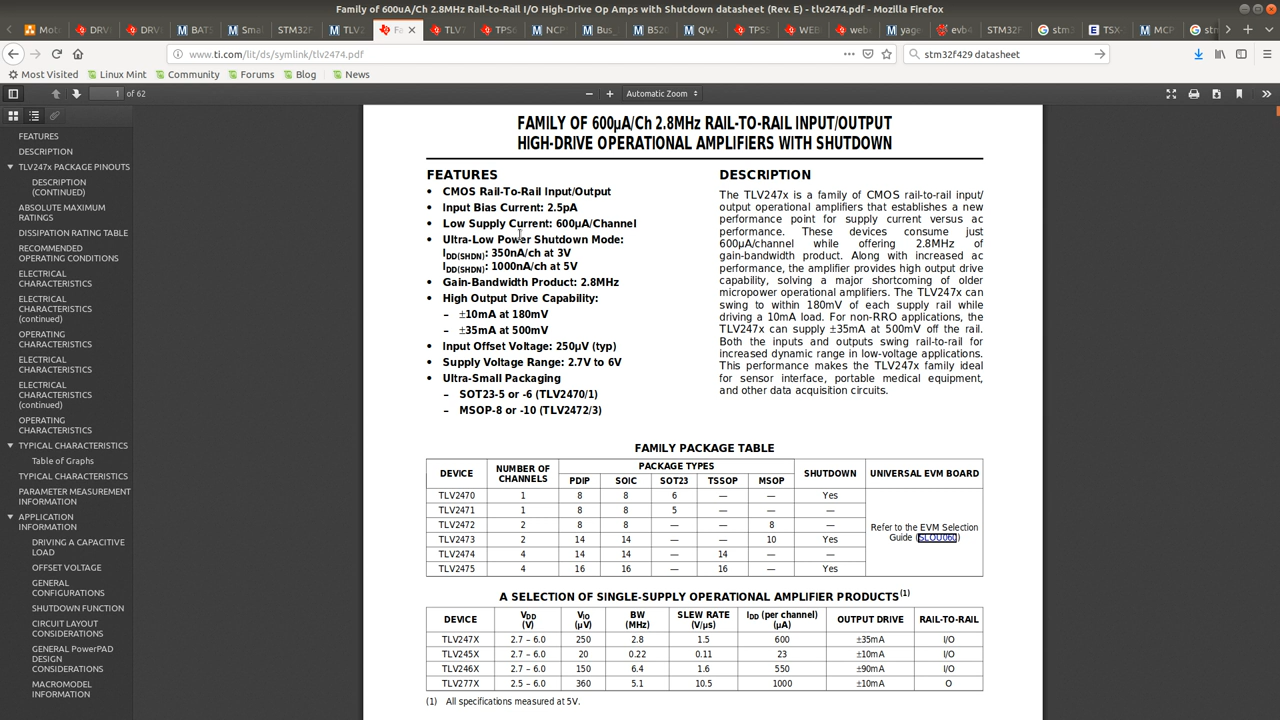 Family of 600uA/Ch 2.8MHz Rail-to-Rail I/O High-Drive Op Amps with Shutdown datasheet (Rev. E) - tlv2474.pdf - Mozilla Firefox
Mob DRV DRV BATS Smal STM32F TLV2 Fa TLV7 TPS6 NCP Bus_ B520 QW- TPS5 WEB weba yage evb4 STM32F stm3 TSX- MCP stm
www.ti.com/lit/ds/symlink/tlv2474.pdf
stm32f429 datasheet
Most Visited Linux Mint Community Forums Blog News
1 of 62
Automatic Zoom
FEATURES
DESCRIPTION
TLV247x PACKAGE PINOUTS
DESCRIPTION
(CONTINUED)
ABSOLUTE MAXIMUM
RATINGS
DISSIPATION RATING TABLE
RECOMMENDED
OPERATING CONDITIONS
ELECTRICAL
CHARACTERISTICS
ELECTRICAL
CHARACTERISTICS
(continued)
OPERATING
CHARACTERISTICS
ELECTRICAL
CHARACTERISTICS
ELECTRICAL
CHARACTERISTICS
(continued)
OPERATING
CHARACTERISTICS
TYPICAL CHARACTERISTICS
Table of Graphs
TYPICAL CHARACTERISTICS
PARAMETER MEASUREMENT
INFORMATION
APPLICATION
INFORMATION
DRIVING A CAPACITIVE
LOAD
OFFSET VOLTAGE
GENERAL
CONFIGURATIONS
SHUTDOWN FUNCTION
CIRCUIT LAYOUT
CONSIDERATIONS
GENERAL PowerPAD
DESIGN
CONSIDERATIONS
MACROMODEL
INFORMATION
FAMILY OF 600µA/Ch 2.8MHz RAIL-TO-RAIL INPUT/OUTPUT
HIGH-DRIVE OPERATIONAL AMPLIFIERS WITH SHUTDOWN
FEATURES
• CMOS Rail-To-Rail Input/Output
• Input Bias Current: 2.5pA
• Low Supply Current: 600µA/Channel
• Ultra-Low Power Shutdown Mode:
IDD(SHDN): 350nA/ch at 3V
IDD(SHDN): 1000nA/ch at 5V
• Gain-Bandwidth Product: 2.8MHz
• High Output Drive Capability:
– ±10mA at 180mV
– ±35mA at 500mV
• Input Offset Voltage: 250µV (typ)
• Supply Voltage Range: 2.7V to 6V
• Ultra-Small Packaging
– SOT23-5 or -6 (TLV2470/1)
– MSOP-8 or -10 (TLV2472/3)
DESCRIPTION
The TLV247x is a family of CMOS rail-to-rail input/
output operational amplifiers that establishes a new
performance point for supply current versus ac
performance. These devices consume just
600µA/channel while offering 2.8MHz of
gain-bandwidth product. Along with increased ac
performance, the amplifier provides high output drive
capability, solving a major shortcoming of older
micropower operational amplifiers. The TLV247x can
swing to within 180mV of each supply rail while
driving a 10mA load. For non-RRO applications, the
TLV247x can supply ±35mA at 500mV off the rail.
Both the inputs and outputs swing rail-to-rail for
increased dynamic range in low-voltage applications.
This performance makes the TLV247x family ideal
for sensor interface, portable medical equipment,
and other data acquisition circuits.
FAMILY PACKAGE TABLE
DEVICE NUMBER OF CHANNELS PACKAGE TYPES SHUTDOWN UNIVERSAL EVM BOARD
PDIP SOIC SOT23 TSSOP MSOP
TLV2470 1 8 8 6 — — Yes
TLV2471 1 8 8 5 — — —
TLV2472 2 8 8 — — 8 —
TLV2473 2 14 14 — — 10 Yes
TLV2474 4 14 14 — 14 — —
TLV2475 4 16 16 — 16 — Yes
Refer to the EVM Selection
Guide (SLOU060)
A SELECTION OF SINGLE-SUPPLY OPERATIONAL AMPLIFIER PRODUCTS(1)
DEVICE VDD (V) VIO (µV) BW (MHz) SLEW RATE (V/µs) IDD (per channel) (µA) OUTPUT DRIVE RAIL-TO-RAIL
TLV247X 2.7 – 6.0 250 2.8 1.5 600 ±35mA I/O
TLV245X 2.7 – 6.0 20 0.22 0.11 23 ±10mA I/O
TLV246X 2.7 – 6.0 150 6.4 1.6 550 ±90mA I/O
TLV277X 2.5 – 6.0 360 5.1 10.5 1000 ±10mA O
(1) All specifications measured at 5V.